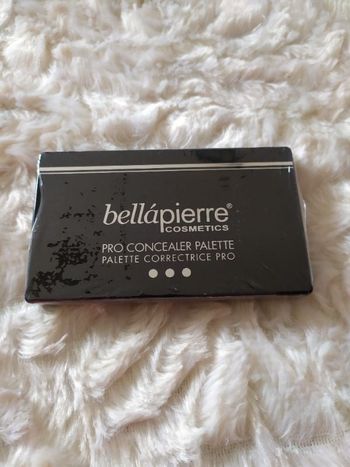 bellápierre®
COSMETICS
PRO CONCEALER PALETTE
PALETTE CORRECTRICE PRO